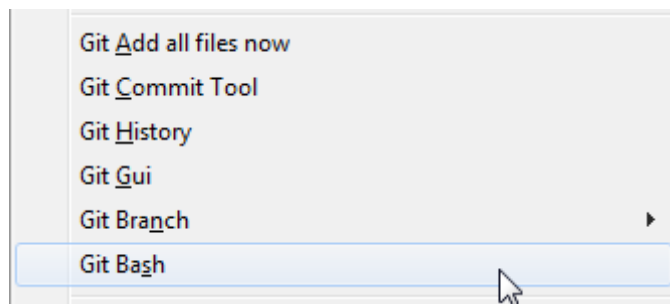 Git Add all files now
Git Commit Tool
Git History
Git Gui
Git Branch
Git Bash